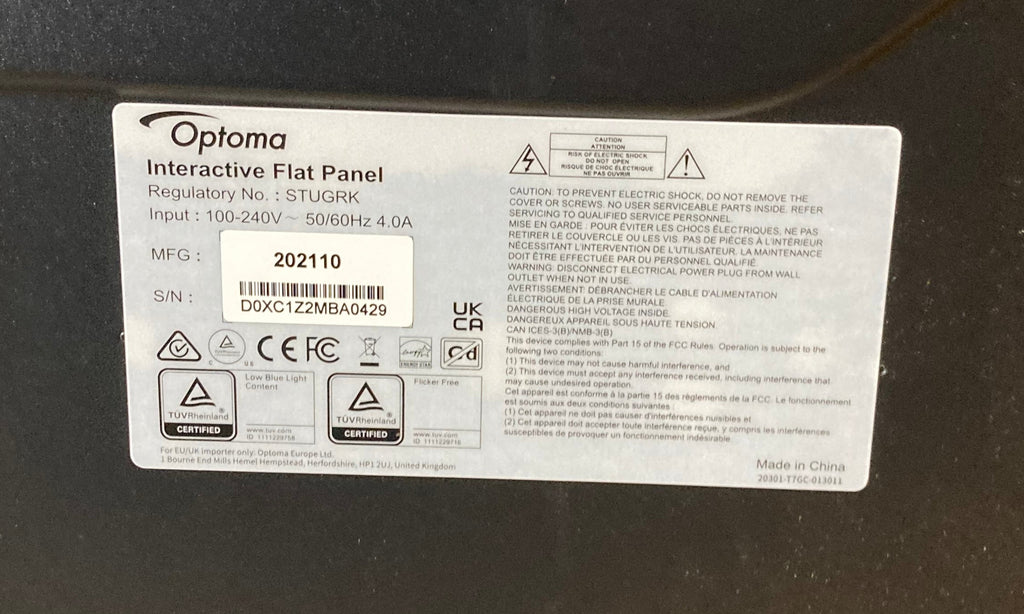 Optoma
Interactive Flat Panel
Regulatory No. : STUGRK
Input : 100-240V ~ 50/60Hz 4.0A
MFG :
202110
S/N :
D0XC1Z2MBA0429
UK
CA
C US
CE FC
ENERGY STAR
Cd
TÜVRheinland
CERTIFIED
Low Blue Light
Content
www.tuv.com
ID 1111229758
TÜVRheinland
CERTIFIED
Flicker Free
www.tuv.com
ID 1111229716
For EU/UK importer only: Optoma Europe Ltd.
1 Bourne End Mills Hemel Hempstead, Herfordshire, HP1 2UJ, United Kingdom
CAUTION
ATTENTION
RISK OF ELECTRIC SHOCK
DO NOT OPEN
RISQUE DE CHOC ÉLECTRIQUE
NE PAS OUVRIR
CAUTION: TO PREVENT ELECTRIC SHOCK, DO NOT REMOVE THE
COVER OR SCREWS. NO USER SERVICEABLE PARTS INSIDE. REFER
SERVICING TO QUALIFIED SERVICE PERSONNEL.
MISE EN GARDE : POUR ÉVITER LES CHOCS ÉLECTRIQUES, NE PAS
RETIRER LE COUVERCLE OU LES VIS. PAS DE PIÈCES À L'INTÉRIEUR
NÉCESSITANT L'INTERVENTION DE L'UTILISATEUR. LA MAINTENANCE
DOIT ÊTRE EFFECTUÉE PAR DU PERSONNEL QUALIFIÉ.
WARNING: DISCONNECT ELECTRICAL POWER PLUG FROM WALL
OUTLET WHEN NOT IN USE.
AVERTISSEMENT: DÉBRANCHER LE CABLE D'ALIMENTATION
ÉLECTRIQUE DE LA PRISE MURALE.
DANGEROUS HIGH VOLTAGE INSIDE.
DANGEREUX APPAREIL SOUS HAUTE TENSION.
CAN ICES-3(B)/NMB-3(B)
This device complies with Part 15 of the FCC Rules. Operation is subject to the
following two conditions:
(1) This device may not cause harmful interference, and
(2) This device must accept any interference received, including interference that
may cause undesired operation.
Cet appareil est conforme à la partie 15 des règlements de la FCC. Le fonctionnement
est soumis aux deux conditions suivantes :
(1) Cet appareil ne doit pas causer d'interférences nuisibles et
(2) Cet appareil doit accepter toute interférence reçue, y compris les interférences
susceptibles de provoquer un fonctionnement indésirable.
Made in China
20301-T7GC-013011